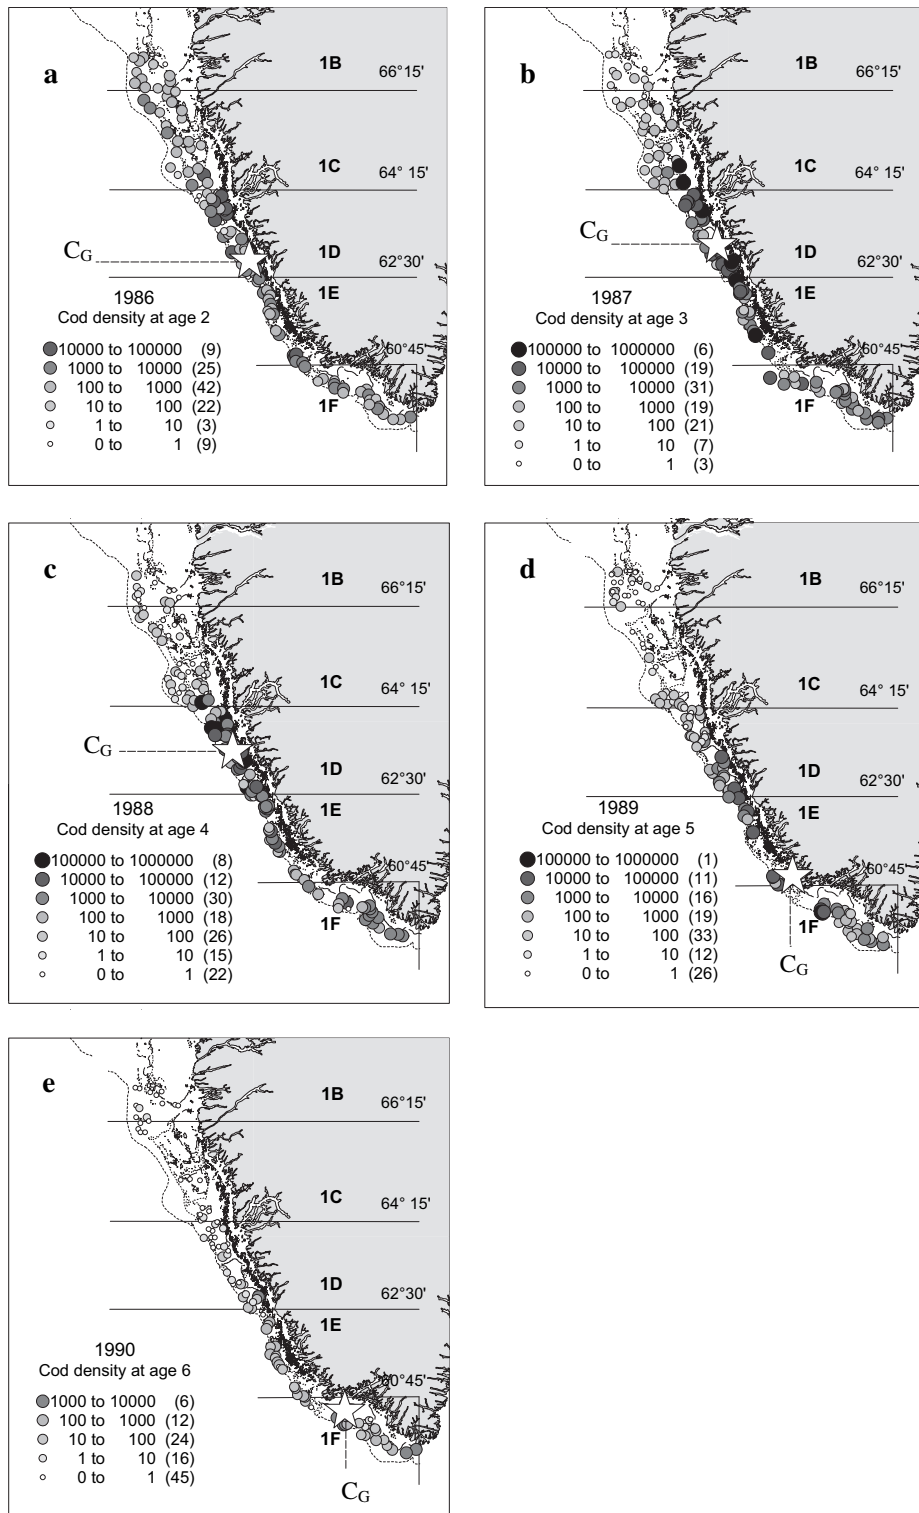 a
1B
66°15'
1C
64° 15'
1D
C_G
62°30'
1E
1986
Cod density at age 2
60°45'
10000 to 100000 (9)
1000 to 10000 (25)
100 to 1000 (42)
10 to 100 (22)
1 to 10 (3)
0 to 1 (9)
1F
b
1B
66°15'
1C
64° 15'
C_G
1D
62°30'
1E
1987
Cod density at age 3
60°45'
100000 to 1000000 (6)
10000 to 100000 (19)
1000 to 10000 (31)
100 to 1000 (19)
10 to 100 (21)
1 to 10 (7)
0 to 1 (3)
1F
c
1B
66°15'
1C
64° 15'
C_G
1D
62°30'
1E
1988
Cod density at age 4
60°45'
100000 to 1000000 (8)
10000 to 100000 (12)
1000 to 10000 (30)
100 to 1000 (18)
10 to 100 (26)
1 to 10 (15)
0 to 1 (22)
1F
d
1B
66°15'
1C
64° 15'
1D
62°30'
1E
1989
Cod density at age 5
60°45'
100000 to 1000000 (1)
10000 to 100000 (11)
1000 to 10000 (16)
100 to 1000 (19)
10 to 100 (33)
1 to 10 (12)
0 to 1 (26)
1F
C_G
e
1B
66°15'
1C
64° 15'
1D
62°30'
1E
1990
Cod density at age 6
60°45'
1000 to 10000 (6)
100 to 1000 (12)
10 to 100 (24)
1 to 10 (16)
0 to 1 (45)
1F
C_G